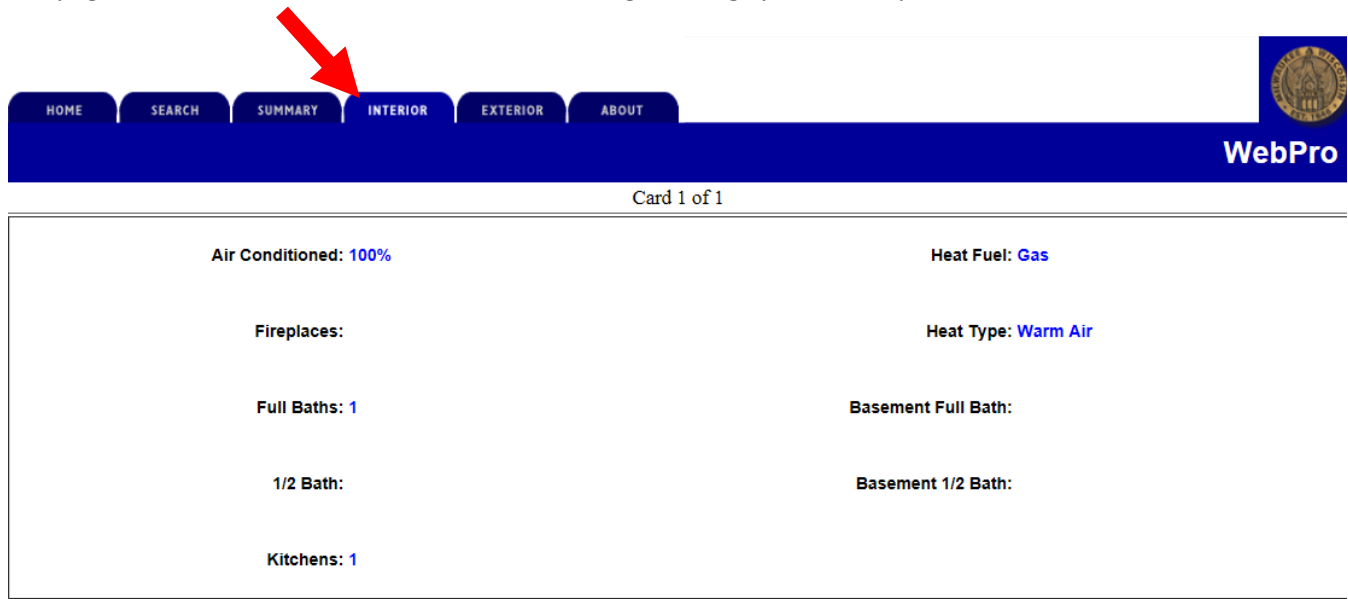 HOME SEARCH SUMMARY INTERIOR EXTERIOR ABOUT
WebPro
Card 1 of 1
Air Conditioned: 100% Heat Fuel: Gas
Fireplaces: Heat Type: Warm Air
Full Baths: 1 Basement Full Bath:
1/2 Bath: Basement 1/2 Bath:
Kitchens: 1